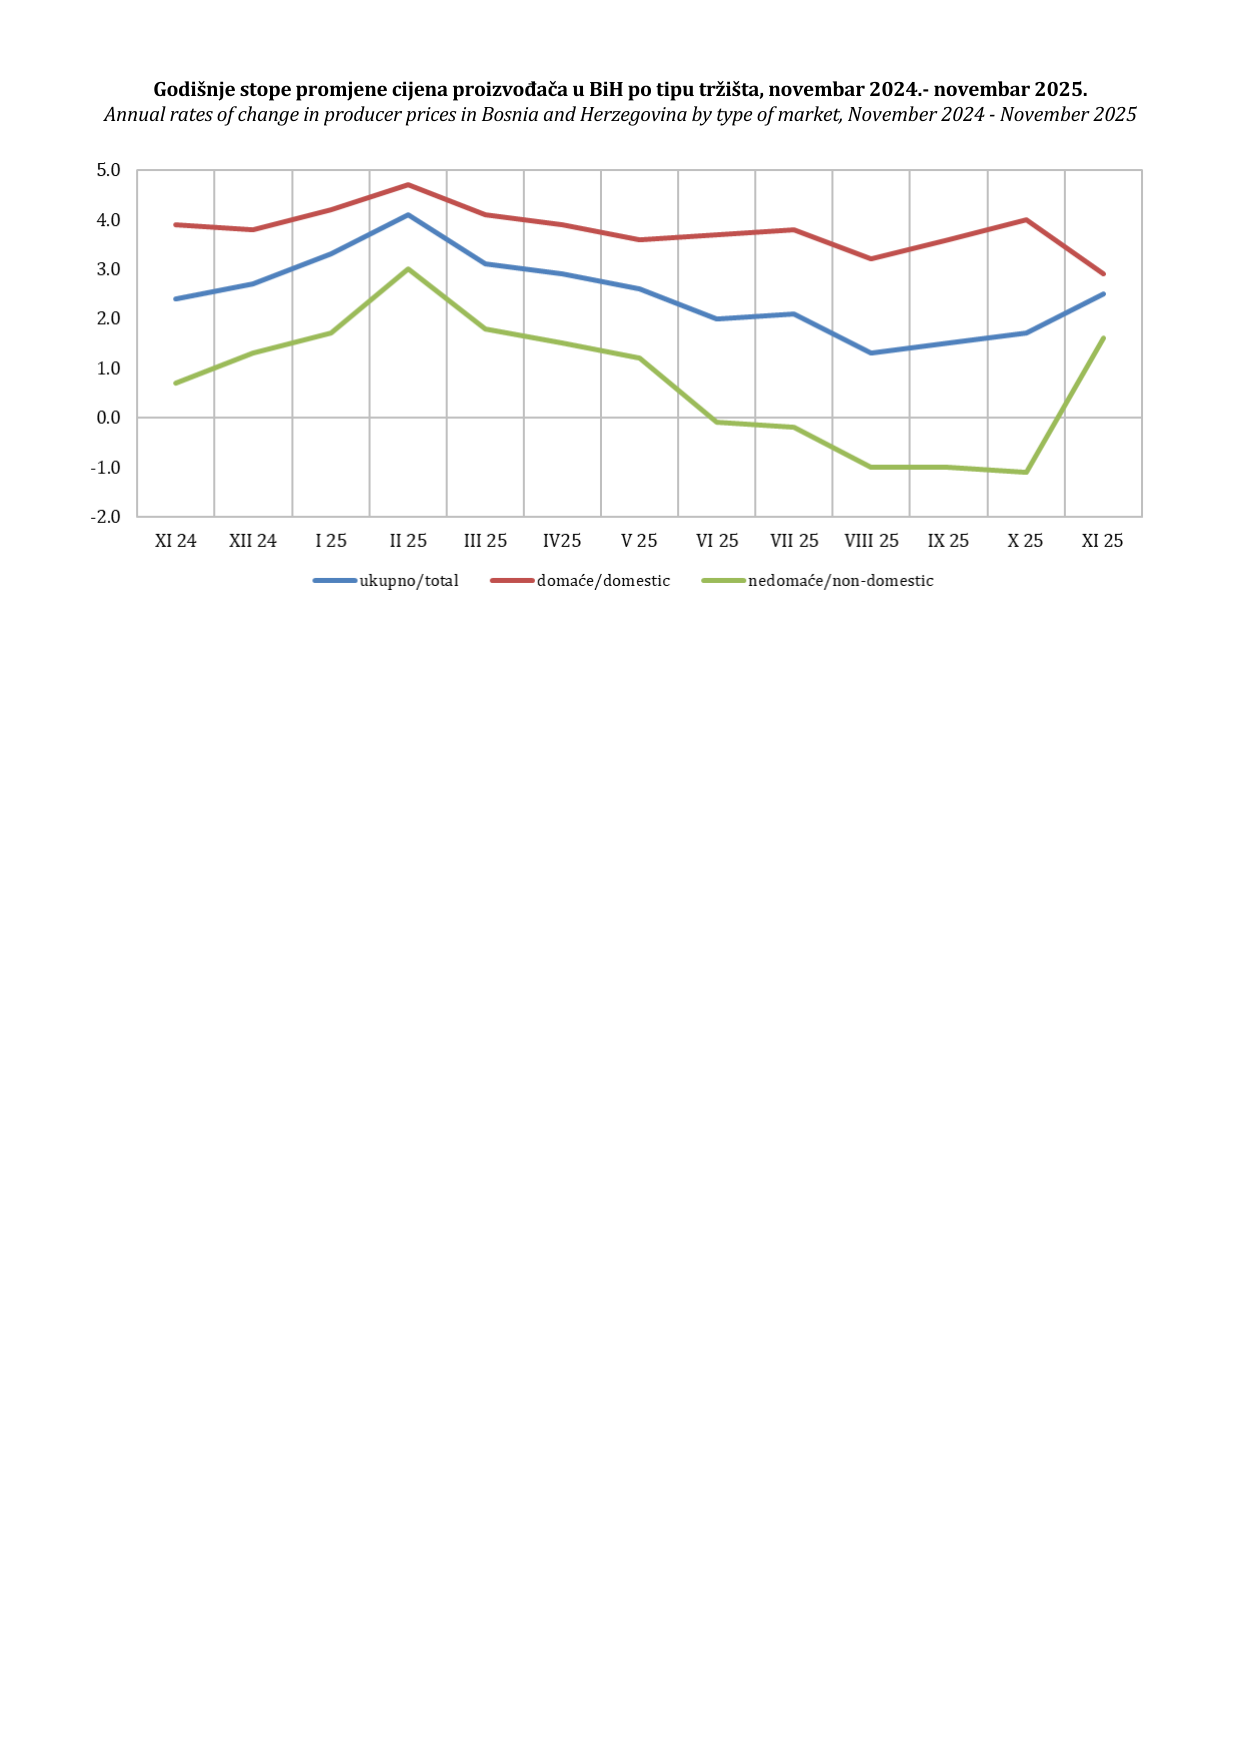 Godišnje stope promjene cijena proizvođača u BiH po tipu tržišta, novembar 2024.- novembar 2025.
Annual rates of change in producer prices in Bosnia and Herzegovina by type of market, November 2024 - November 2025
5.0
4.0
3.0
2.0
1.0
0.0
-1.0
-2.0
XI 24 XII 24 I 25 II 25 III 25 IV25 V 25 VI 25 VII 25 VIII 25 IX 25 X 25 XI 25
ukupno/total domaće/domestic nedomaće/non-domestic